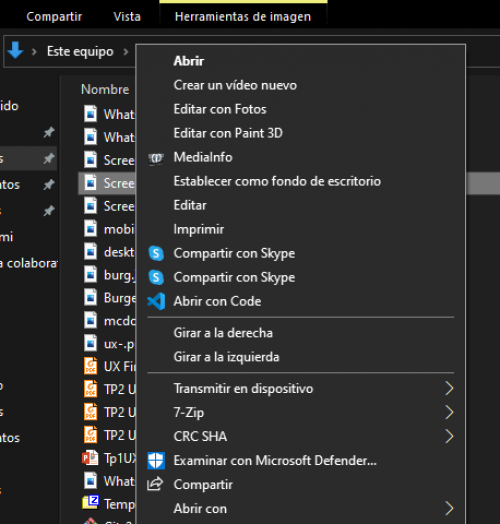 Compartir Vista Herramientas de imagen
Este equipo
Nombre
Abrir
Crear un vídeo nuevo
Editar con Fotos
Editar con Paint 3D
MediaInfo
Establecer como fondo de escritorio
Editar
Imprimir
Compartir con Skype
Compartir con Skype
Abrir con Code
Girar a la derecha
Girar a la izquierda
Transmitir en dispositivo
7-Zip
CRC SHA
Examinar con Microsoft Defender...
Compartir
Abrir con
What
What
Scree
Scree
Scree
mobi
deskt
burg.
Burge
mcdo
ux-.p
UX Fi
TP2 U
TP2 U
TP2 U
Tp1UX
What
Temp
ido
s
tos
mi
a colabora
s
tos